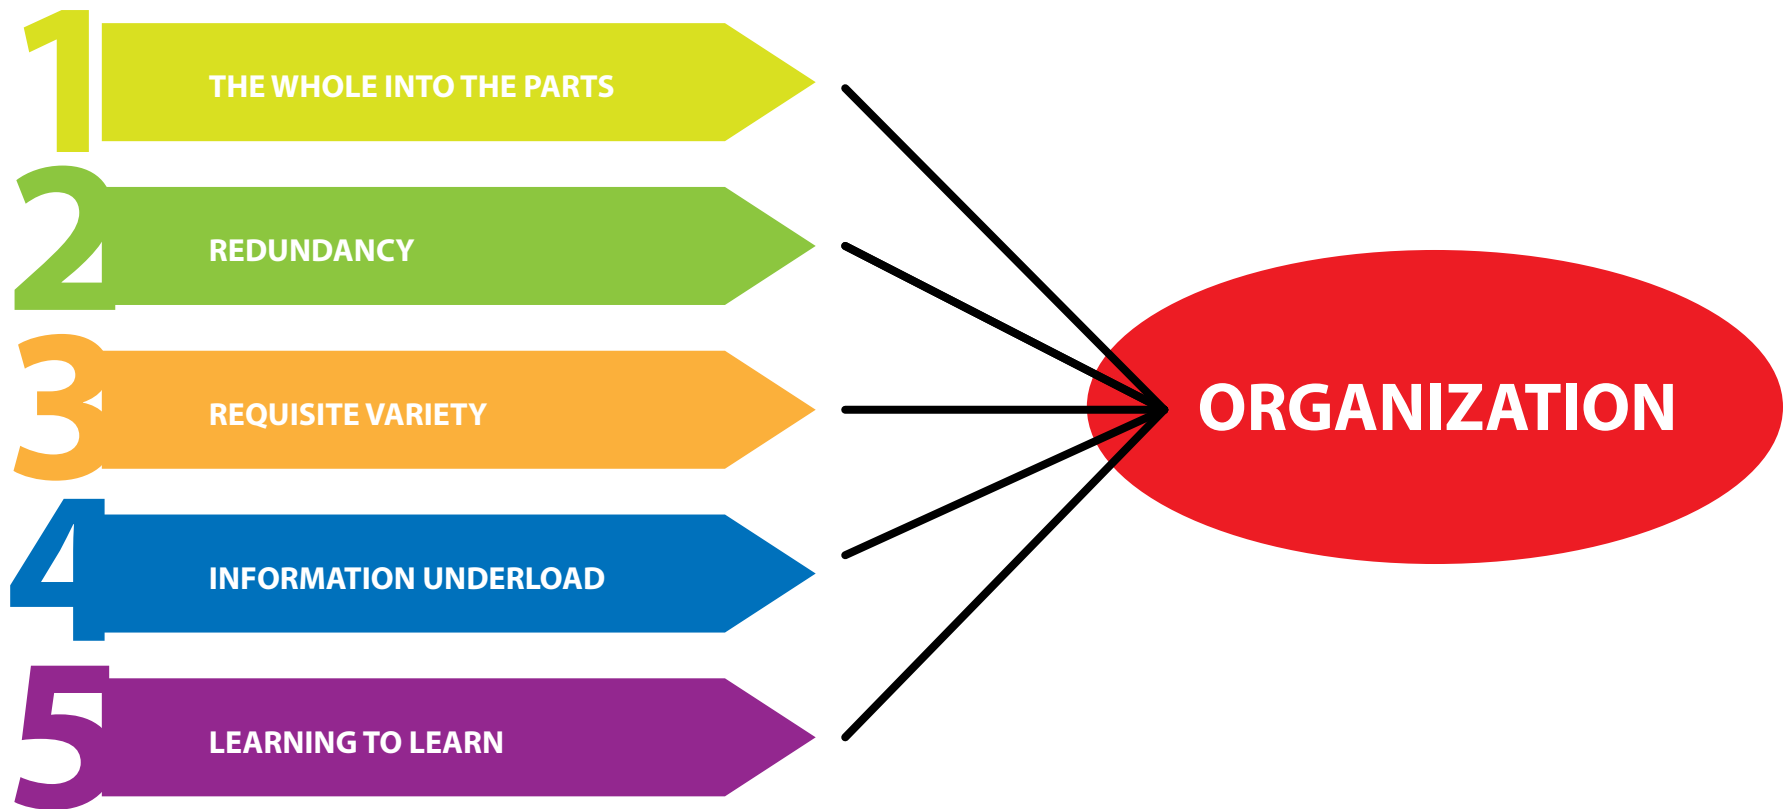 1
THE WHOLE INTO THE PARTS
2
REDUNDANCY
3
REQUISITE VARIETY
4
INFORMATION UNDERLOAD
5
LEARNING TO LEARN
ORGANIZATION